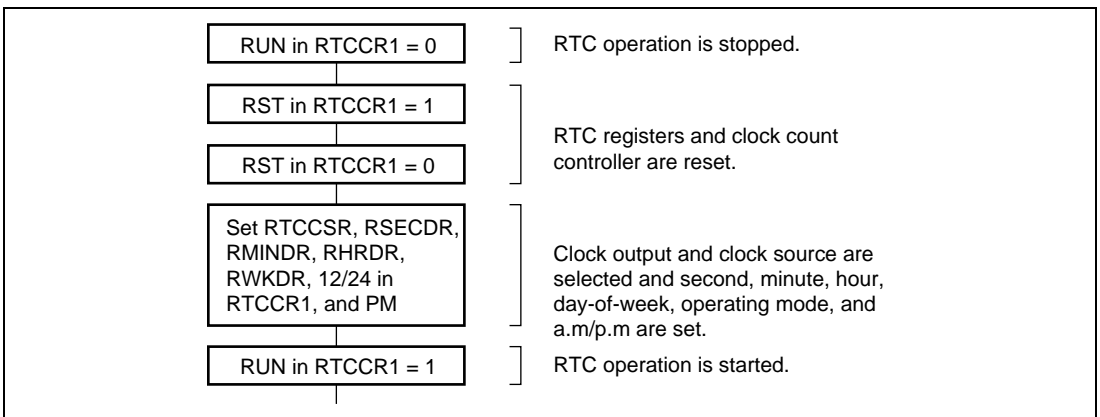 RUN in RTCCR1 = 0
RTC operation is stopped.
RST in RTCCR1 = 1
RST in RTCCR1 = 0
RTC registers and clock count
controller are reset.
Set RTCCSR, RSECDR,
RMINDR, RHRDR,
RWKDR, 12/24 in
RTCCR1, and PM
Clock output and clock source are
selected and second, minute, hour,
day-of-week, operating mode, and
a.m/p.m are set.
RUN in RTCCR1 = 1
RTC operation is started.